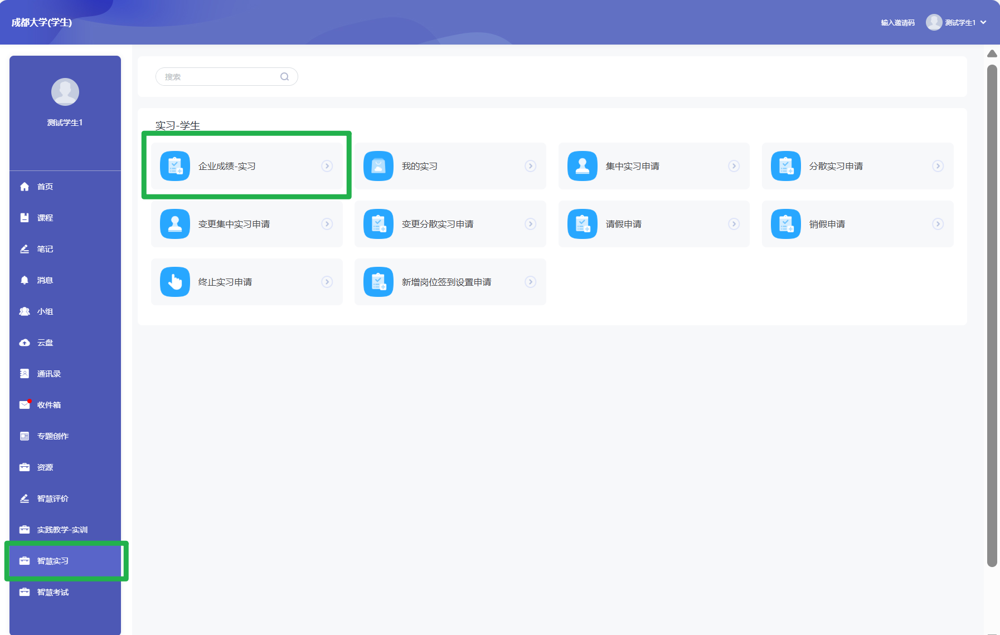 成都大学(学生)
输入邀请码
测试学生1
测试学生1
首页
课程
笔记
消息
小组
云盘
通讯录
收件箱
专题创作
资源
智慧评价
实践教学-实训
智慧实习
智慧考试
搜索
实习-学生
企业成绩-实习
我的实习
集中实习申请
分散实习申请
变更集中实习申请
变更分散实习申请
请假申请
销假申请
终止实习申请
新增岗位签到设置申请